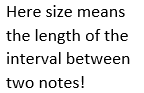 Here size means
the length of the
interval between
two notes!